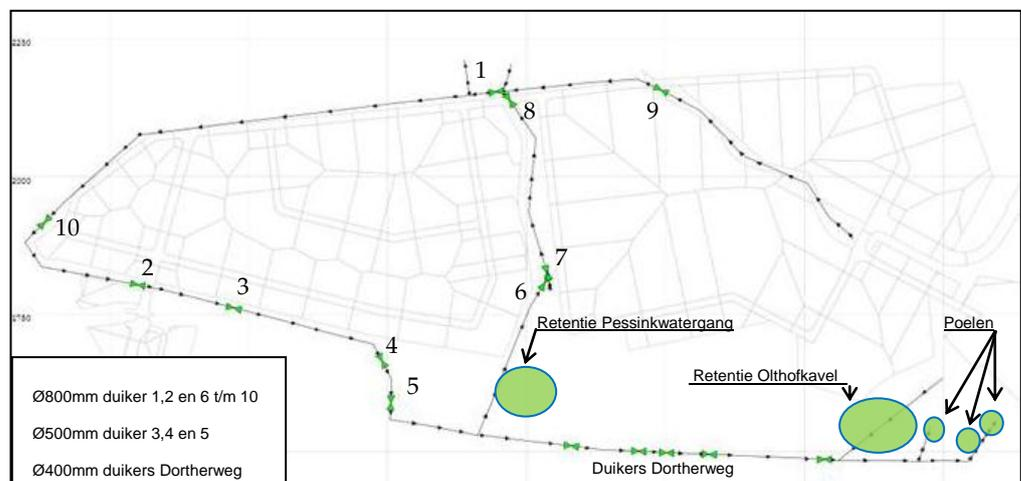 2250
1
8
9
2000
10
2
3
7
6
1750
Retentie Pessinkwatergang
Poelen
4
5
Retentie Olthofkavel
Ø800mm duiker 1,2 en 6 t/m 10
Ø500mm duiker 3,4 en 5
Ø400mm duikers Dortherweg
Duikers Dortherweg